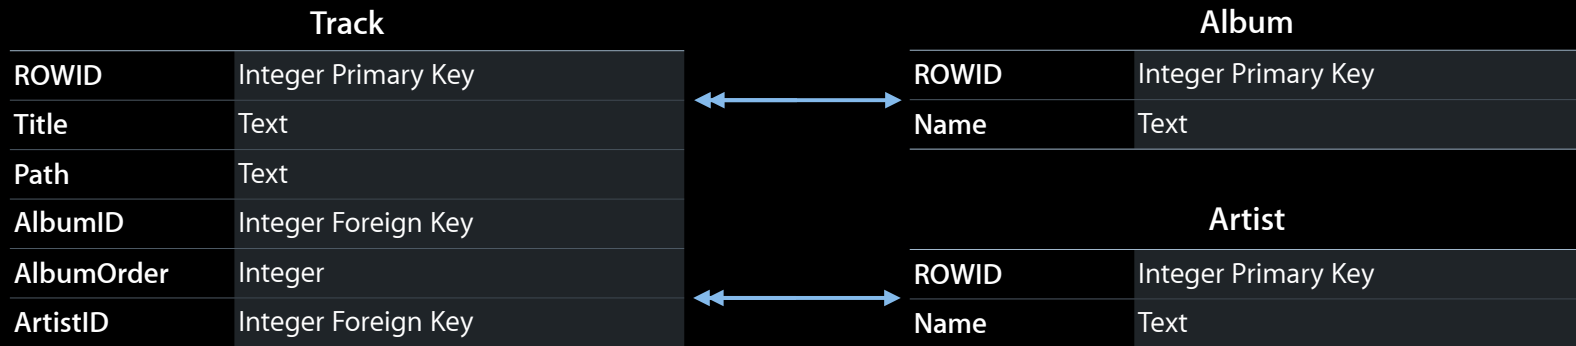 Track
ROWID Integer Primary Key
Title Text
Path Text
AlbumID Integer Foreign Key
AlbumOrder Integer
ArtistID Integer Foreign Key
Album
ROWID Integer Primary Key
Name Text
Artist
ROWID Integer Primary Key
Name Text